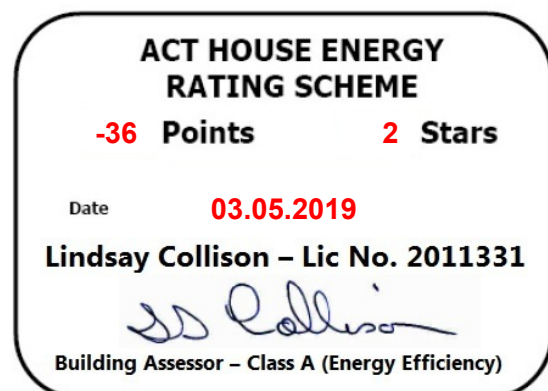 ACT HOUSE ENERGY
RATING SCHEME
-36 Points 2 Stars
Date 03.05.2019
Lindsay Collison – Lic No. 2011331
Collison
Building Assessor – Class A (Energy Efficiency)